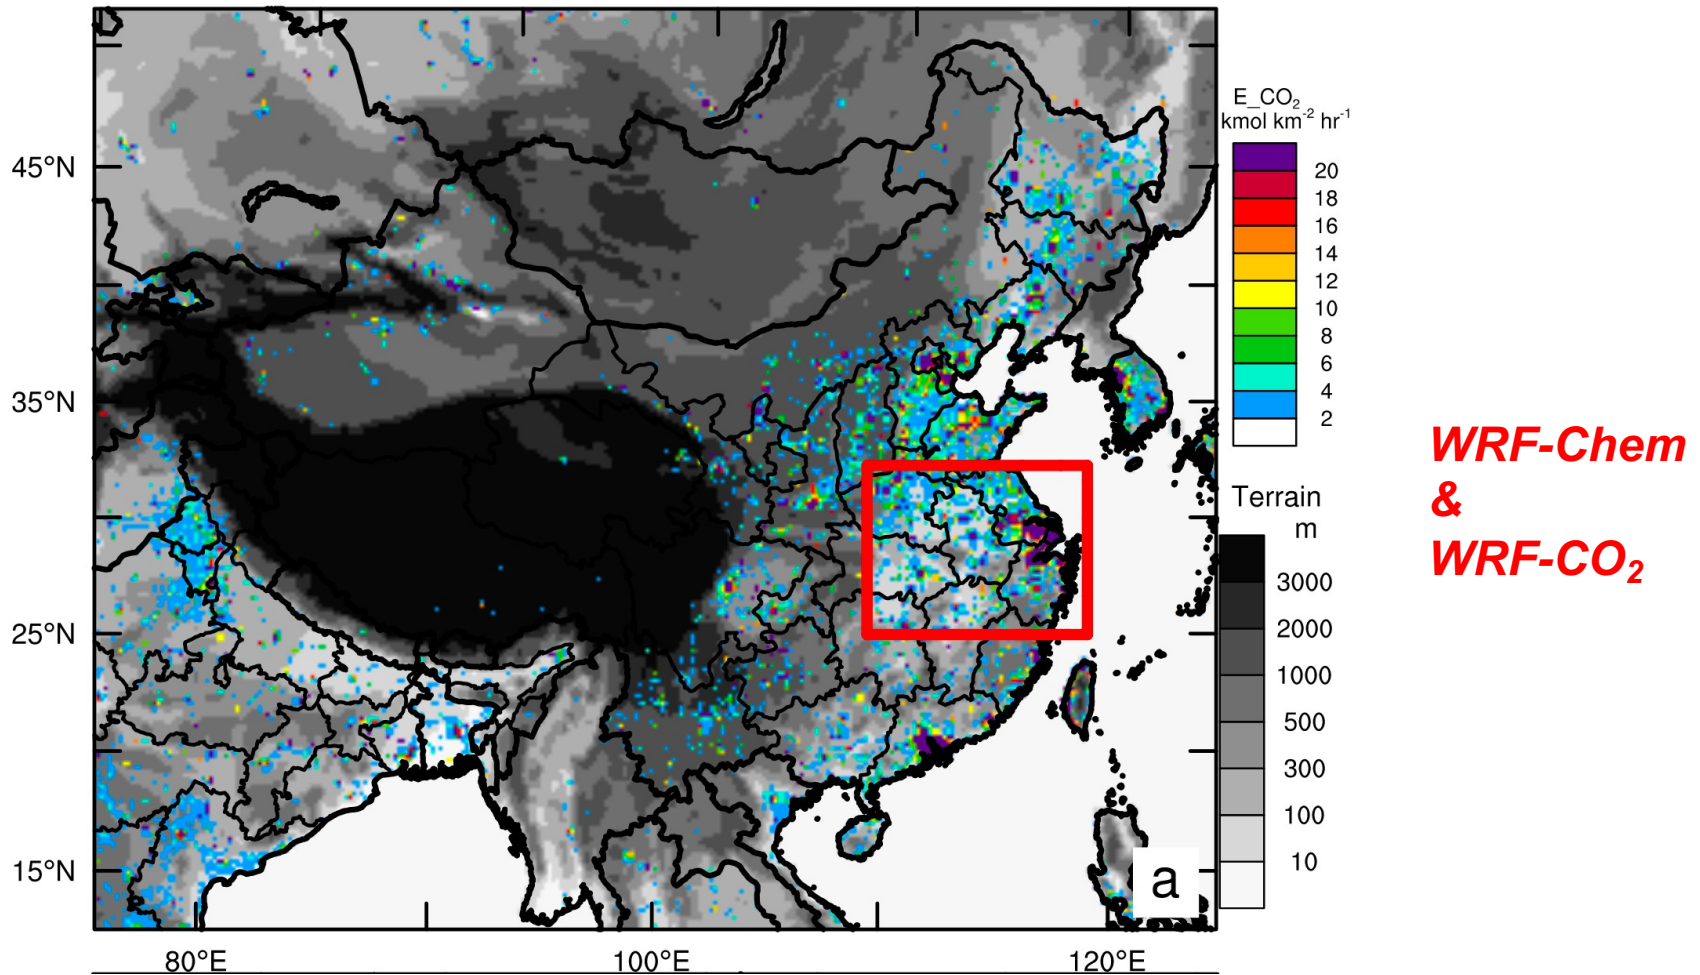 45°N
35°N
25°N
15°N
80°E
100°E
120°E
a
E_CO₂
kmol km⁻² hr⁻¹
20
18
16
14
12
10
8
6
4
2
Terrain
m
3000
2000
1000
500
300
100
10
WRF-Chem
&
WRF-CO₂